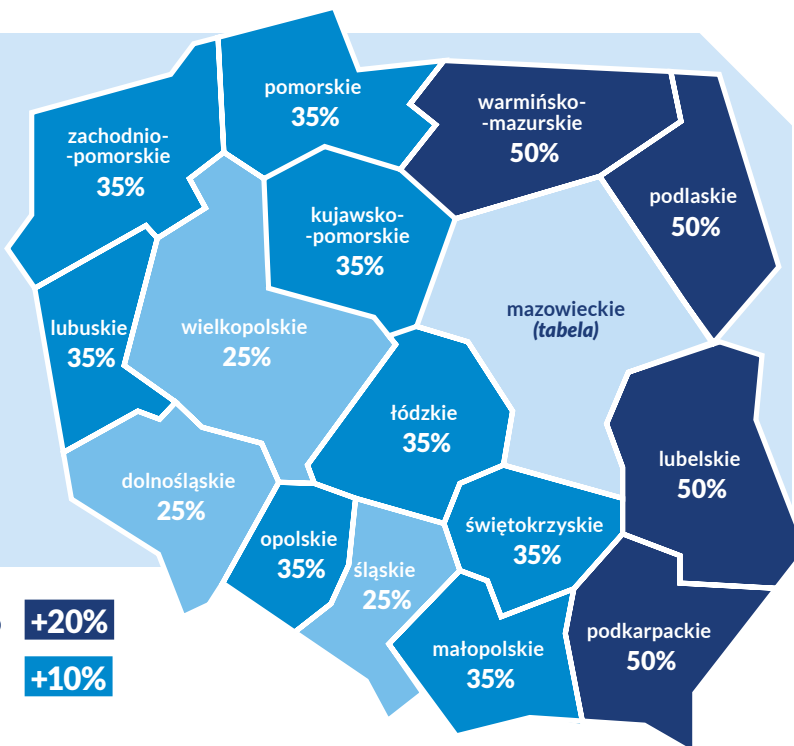 pomorskie
35%
warmińsko-
-mazurskie
50%
zachodnio-
-pomorskie
35%
podlaskie
50%
kujawsko-
-pomorskie
35%
mazowieckie
(tabela)
lubuskie
35%
wielkopolskie
25%
łódzkie
35%
lubelskie
50%
dolnośląskie
25%
świętokrzyskie
35%
opolskie
35%
śląskie
25%
podkarpackie
50%
małopolskie
35%
+20%
+10%